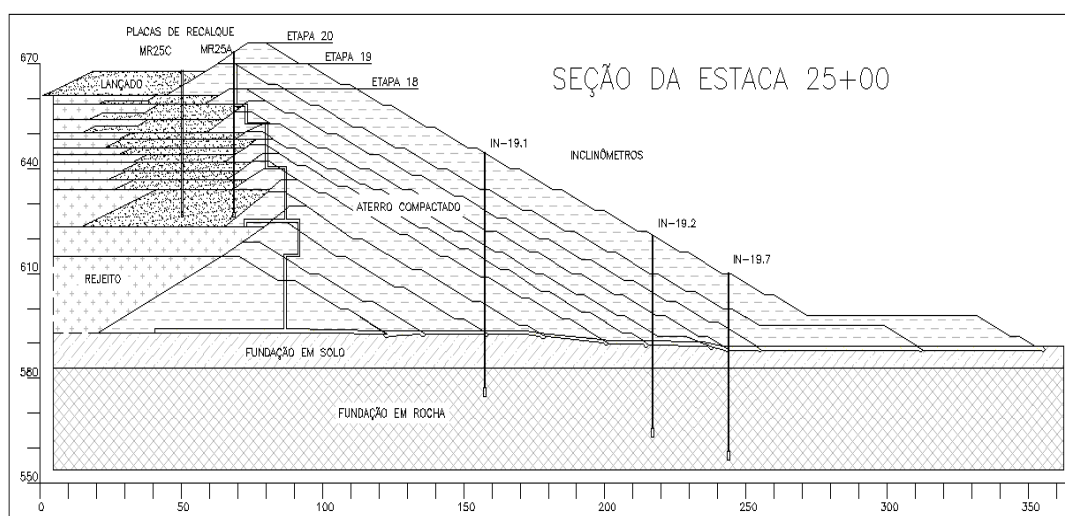 PLACAS DE RECALQUE
MR25C MR25A
ETAPA 20
ETAPA 19
ETAPA 18
SEÇÃO DA ESTACA 25+00
LANÇADO
IN-19.1
INCLINÔMETROS
ATERRO COMPACTADO
IN-19.2
IN-19.7
REJEITO
FUNDAÇÃO EM SOLO
FUNDAÇÃO EM ROCHA
670
640
610
580
550
0 50 100 150 200 250 300 350